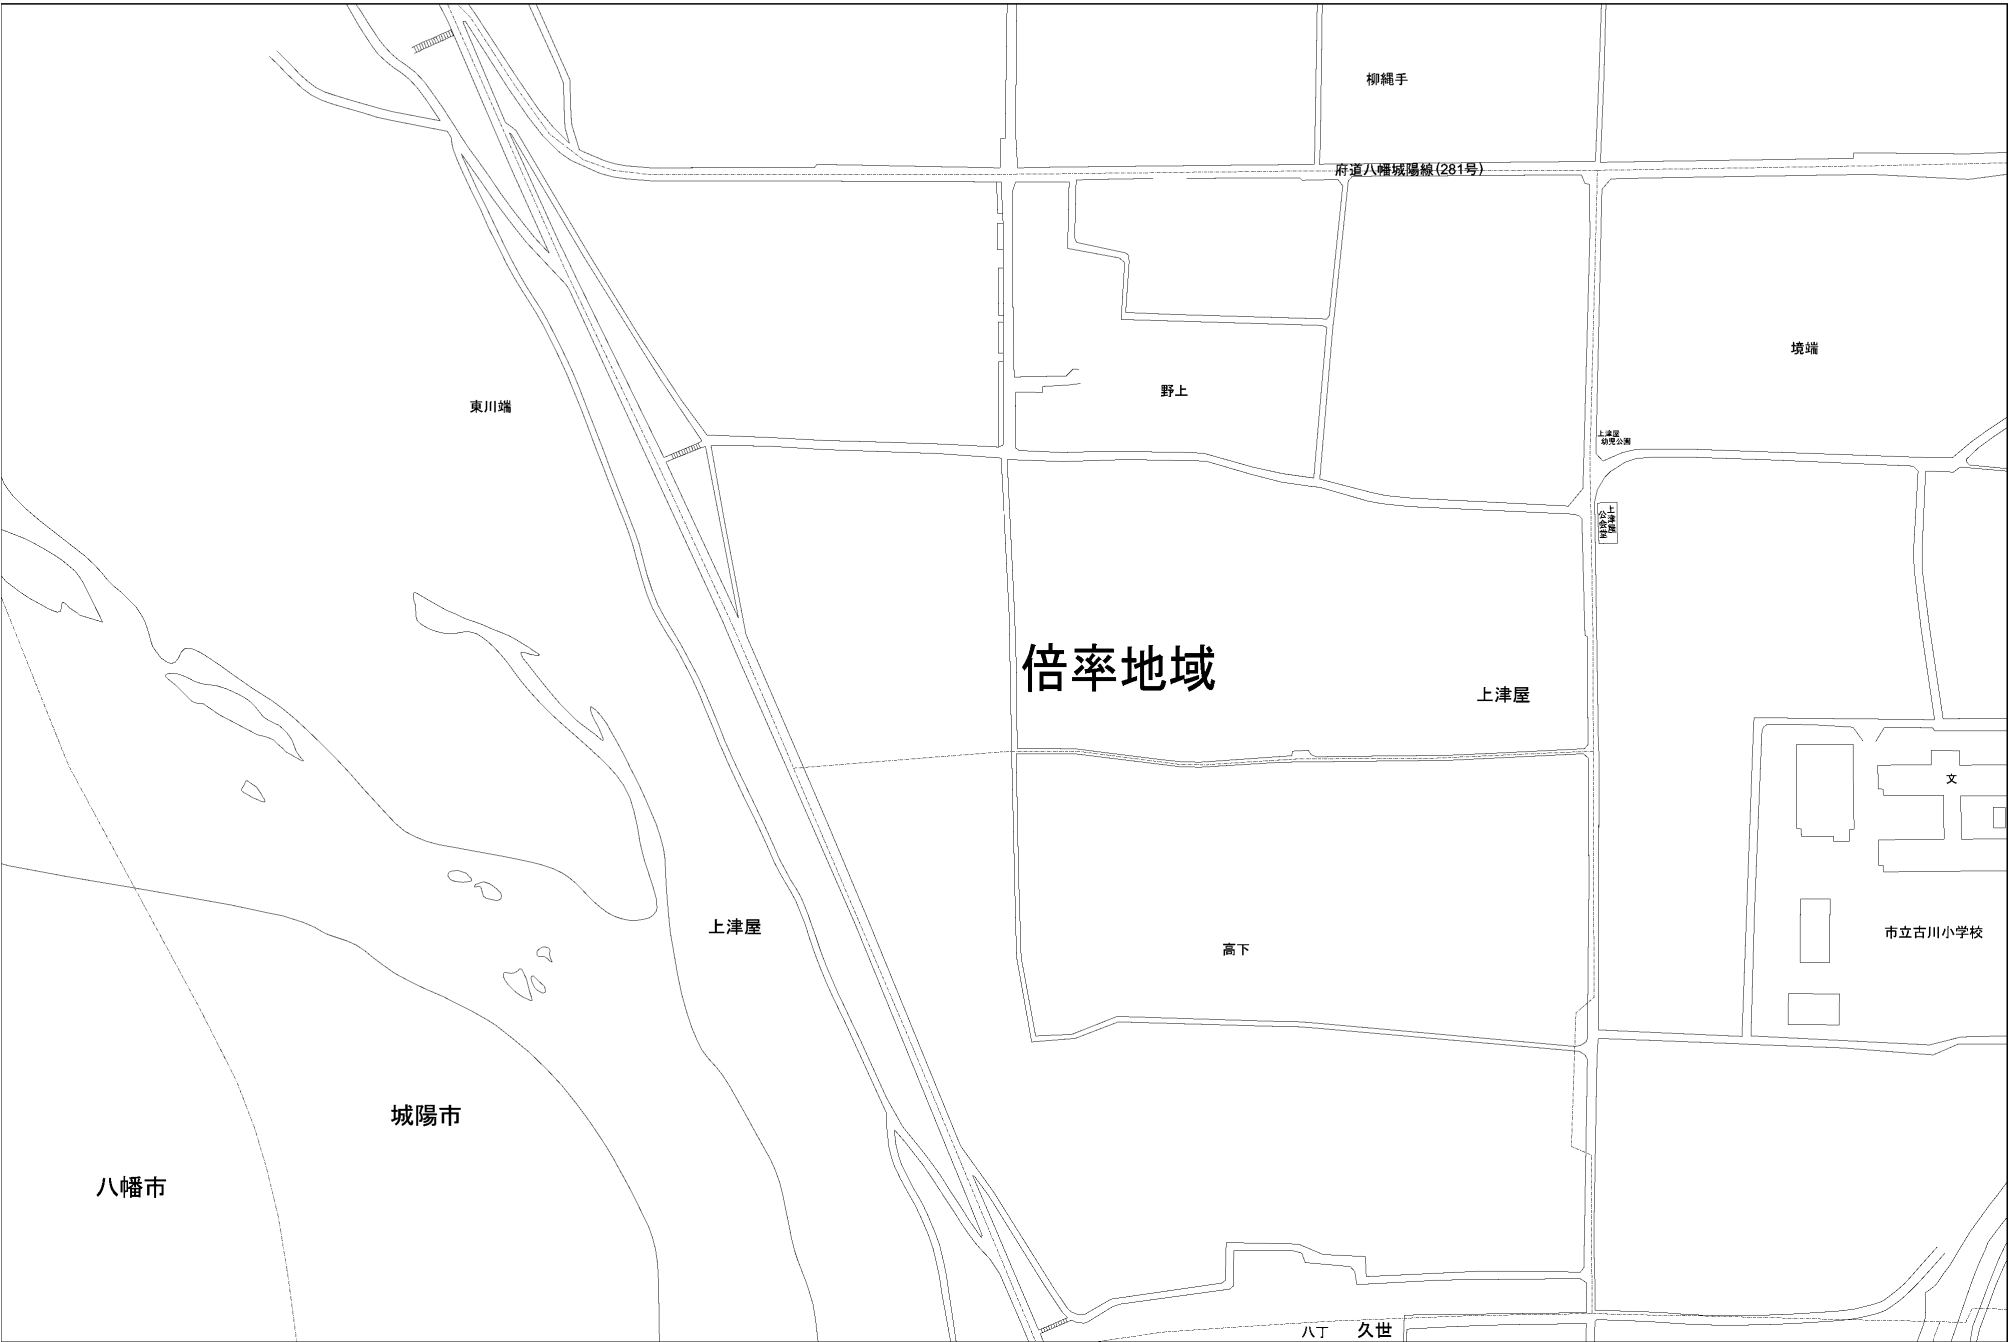 柳縄手
府道八幡城陽線(281号)
境端
野上
東川端
上津屋
幼児公園
倍率地域
上津屋
文
市立古川小学校
上津屋
高下
城陽市
八幡市
八丁
久世